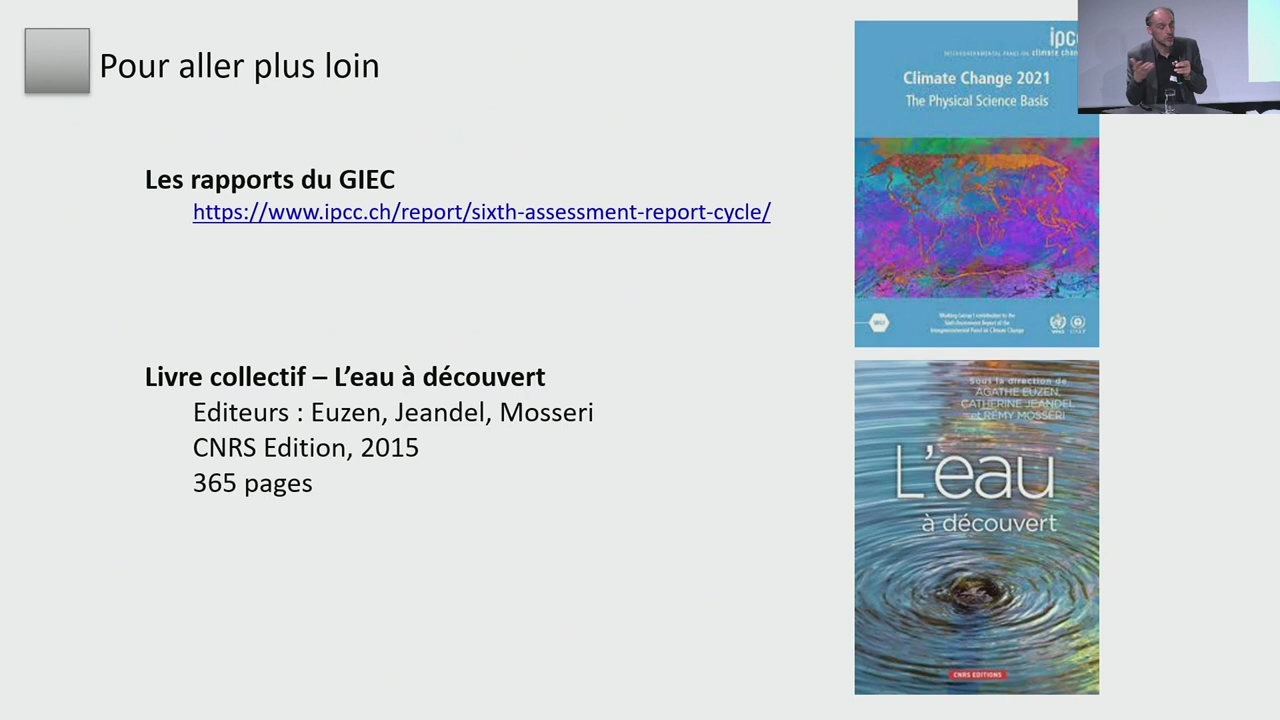 Pour aller plus loin
Les rapports du GIEC
https://www.ipcc.ch/report/sixth-assessment-report-cycle/
Livre collectif – L’eau à découvert
Editeurs : Euzen, Jeandel, Mosseri
CNRS Edition, 2015
365 pages
ipc
INTERGOVERNMENTAL PANEL ON climate chan
Climate Change 2021
The Physical Science Basis
Working Group I contribution to the
Sixth Assessment Report of the
Intergovernmental Panel on Climate Change
Sous la direction de
AGATHE EUZEN,
CATHERINE JEANDEL
et RÉMY MOSSERI
L’eau
à découvert
CNRS EDITIONS